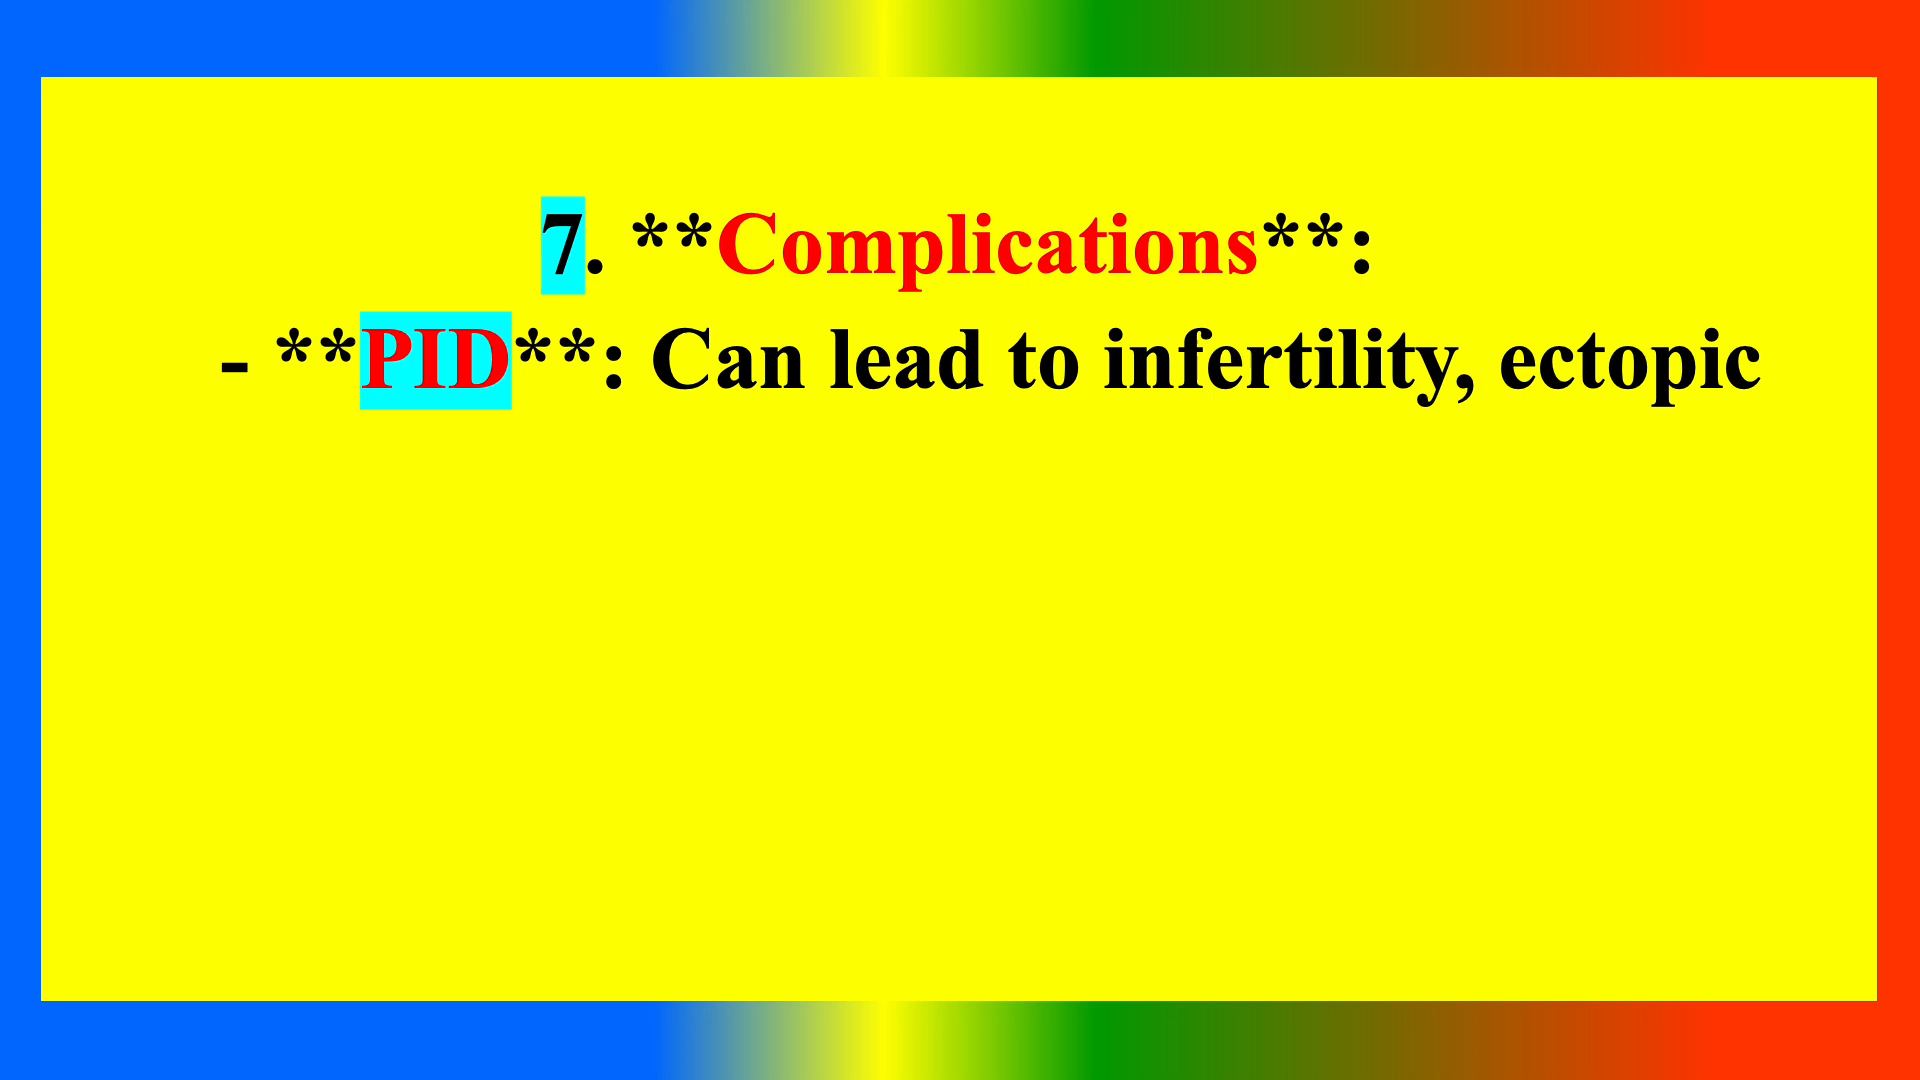 7. **Complications**:
- **PID**: Can lead to infertility, ectopic